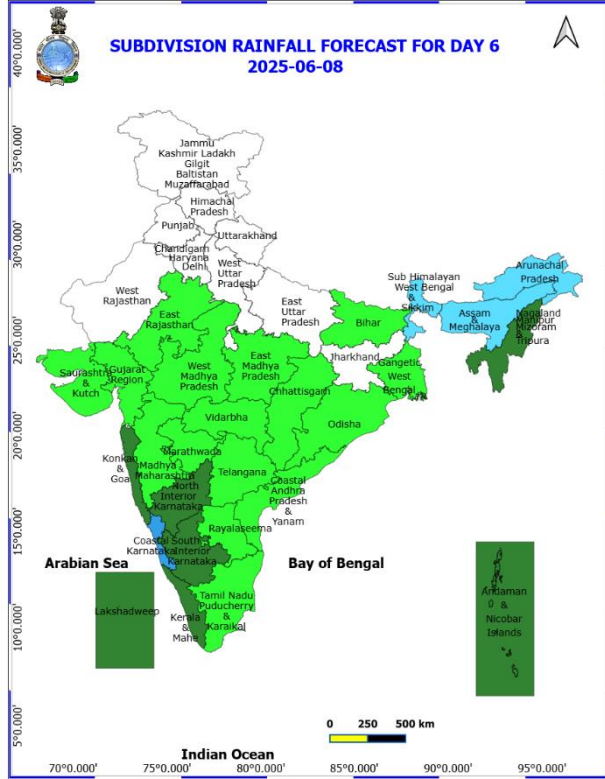 SUBDIVISION RAINFALL FORECAST FOR DAY 6
2025-06-08
40°0.000'
35°0.000'
30°0.000'
25°0.000'
20°0.000'
15°0.000'
10°0.000'
5°0.000'
Jammu
Kashmir Ladakh
Gilgit
Baltistan
Muzaffarabad
Himachal
Pradesh
Punjab
Uttarakhand
Chandigarh
Haryana
Delhi
West
Uttar
Pradesh
West
Rajasthan
East
Rajasthan
East
Uttar
Pradesh
Bihar
Sub Himalayan
West Bengal
&
Sikkim
Arunachal
Pradesh
Assam
&
Meghalaya
Nagaland
Manipur
Mizoram
&
Tripura
Jharkhand
Gangetic
West
Bengal
Saurashtra
&
Kutch
Gujarat
Region
West
Madhya
Pradesh
East
Madhya
Pradesh
Chhattisgarh
Odisha
Vidarbha
Konkan
&
Goa
Madhya
Maharashtra
Marathwada
Telangana
North
Interior
Karnataka
Coastal
Andhra
Pradesh
&
Yanam
Rayalaseema
Coastal
Karnataka
South
Interior
Karnataka
Arabian Sea
Bay of Bengal
Lakshadweep
Kerala
&
Mahe
Tamil Nadu
Puducherry
&
Karaikal
Andaman
&
Nicobar
Islands
0 250 500 km
Indian Ocean
70°0.000' 75°0.000' 80°0.000' 85°0.000' 90°0.000' 95°0.000'